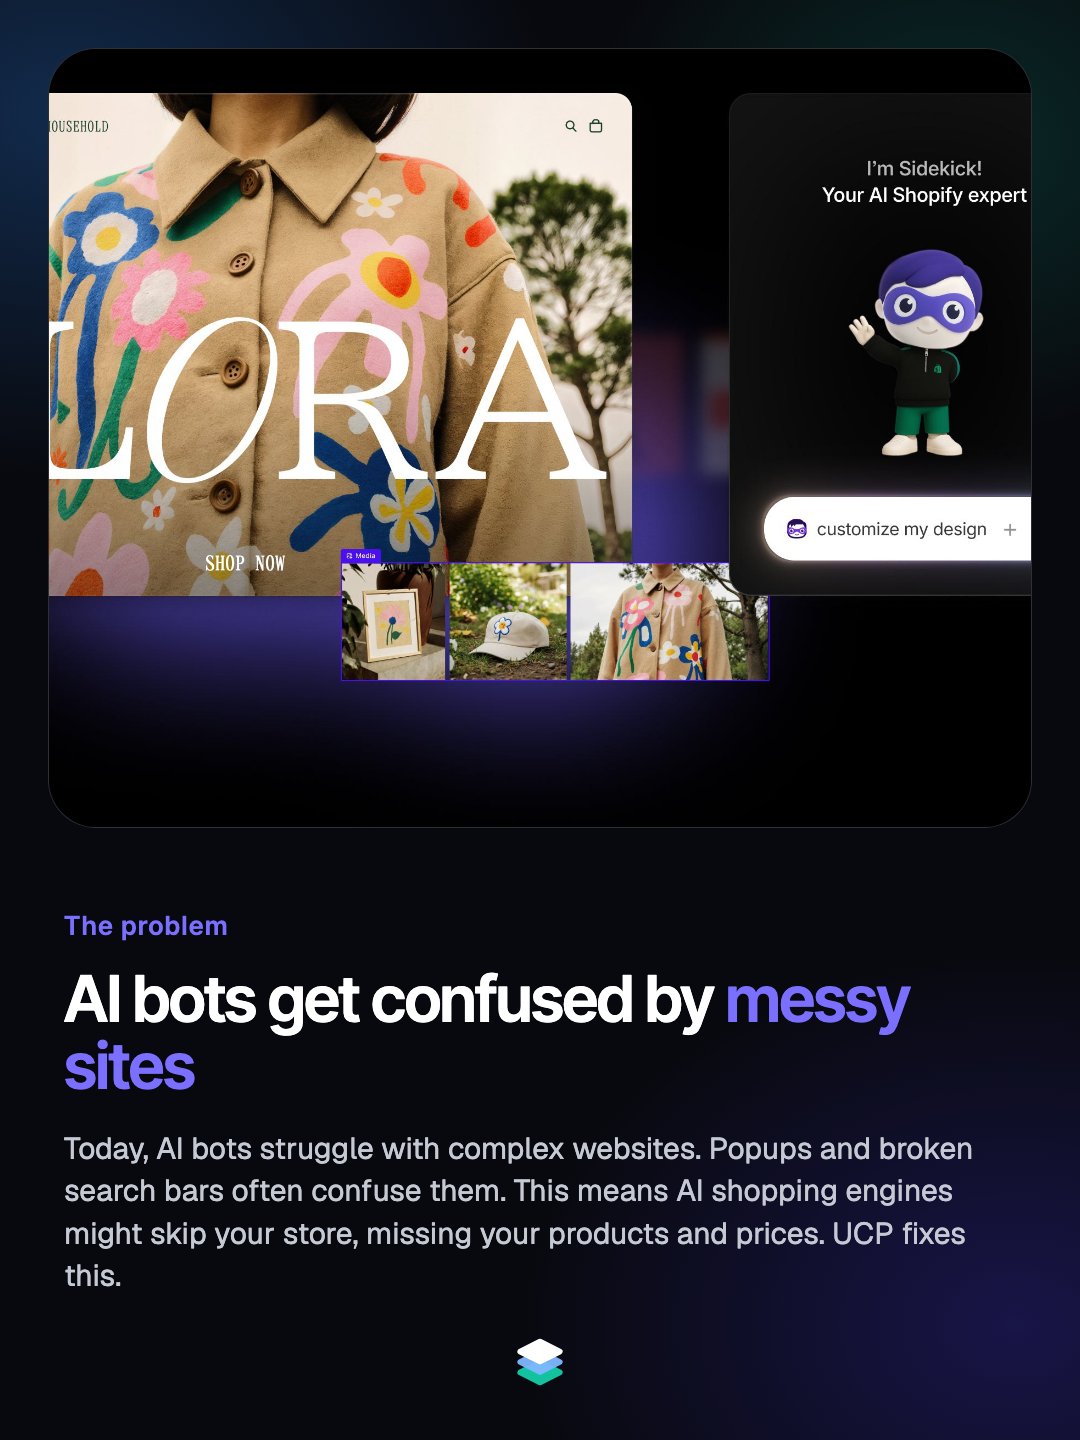 HOUSEHOLD
LORA
SHOP NOW
Media
I'm Sidekick!
Your AI Shopify expert
customize my design
The problem
AI bots get confused by messy
sites
Today, AI bots struggle with complex websites. Popups and broken
search bars often confuse them. This means AI shopping engines
might skip your store, missing your products and prices. UCP fixes
this.